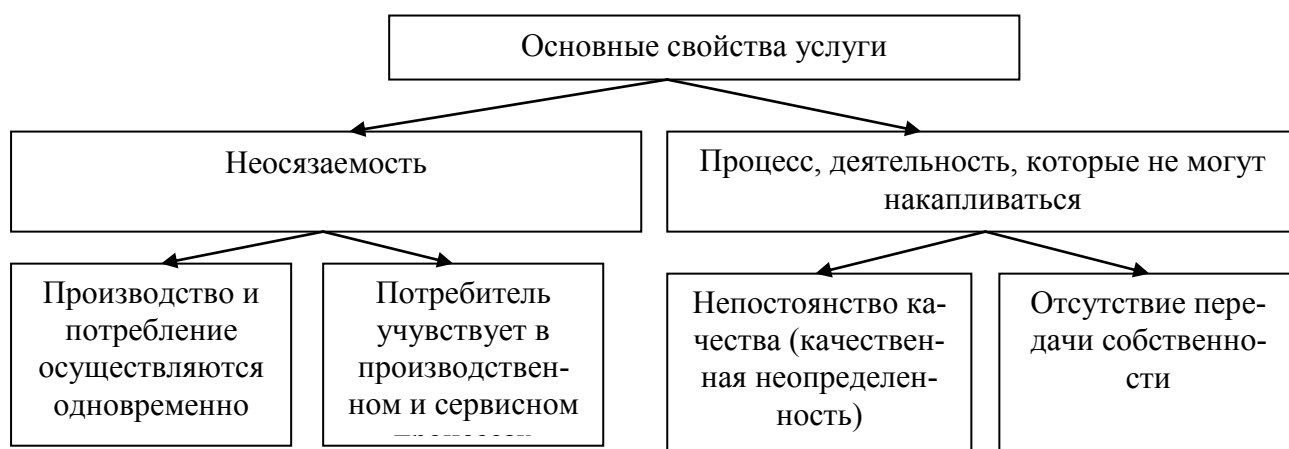 Основные свойства услуги
Неосязаемость
Процесс, деятельность, которые не могут
накапливаться
Производство и
потребление
осуществляются
одновременно
Потребитель
учувствует в
производствен-
ном и сервисном
Непостоянство ка-
чества (качествен-
ная неопределен-
ность)
Отсутствие пере-
дачи собственно-
сти